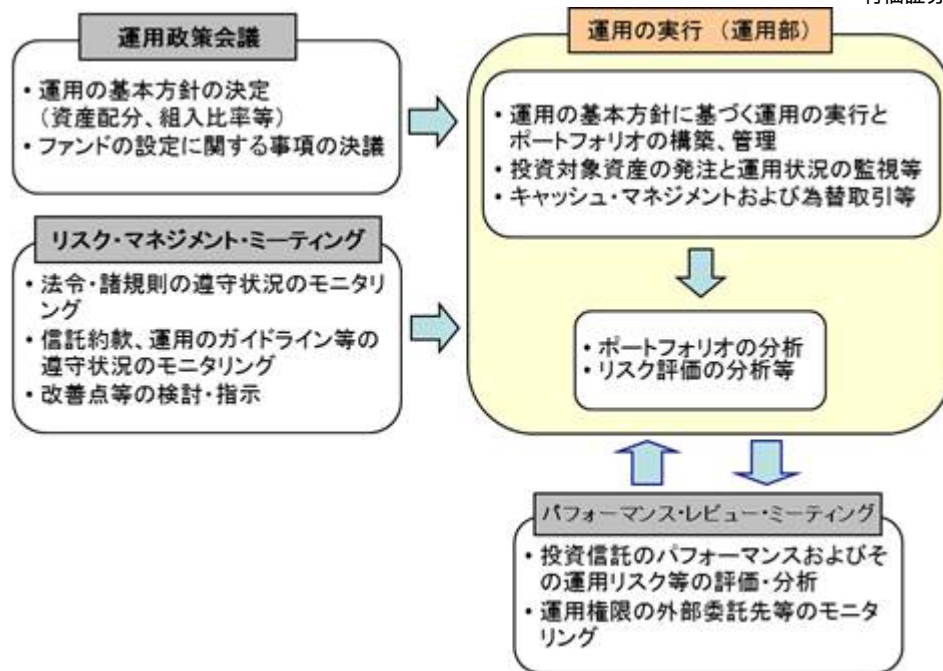 運用政策会議
・運用の基本方針の決定
（資産配分、組入比率等）
・ファンドの設定に関する事項の決議
リスク・マネジメント・ミーティング
・法令・諸規則の遵守状況のモニタリ
ング
・信託約款、運用のガイドライン等の
遵守状況のモニタリング
・改善点等の検討・指示
運用の実行 （運用部）
・運用の基本方針に基づく運用の実行と
ポートフォリオの構築、管理
・投資対象資産の発注と運用状況の監視等
・キャッシュ・マネジメントおよび為替取引等
・ポートフォリオの分析
・リスク評価の分析等
パフォーマンス・レビュー・ミーティング
・投資信託のパフォーマンスおよびそ
の運用リスク等の評価・分析
・運用権限の外部委託先等のモニタ
リング